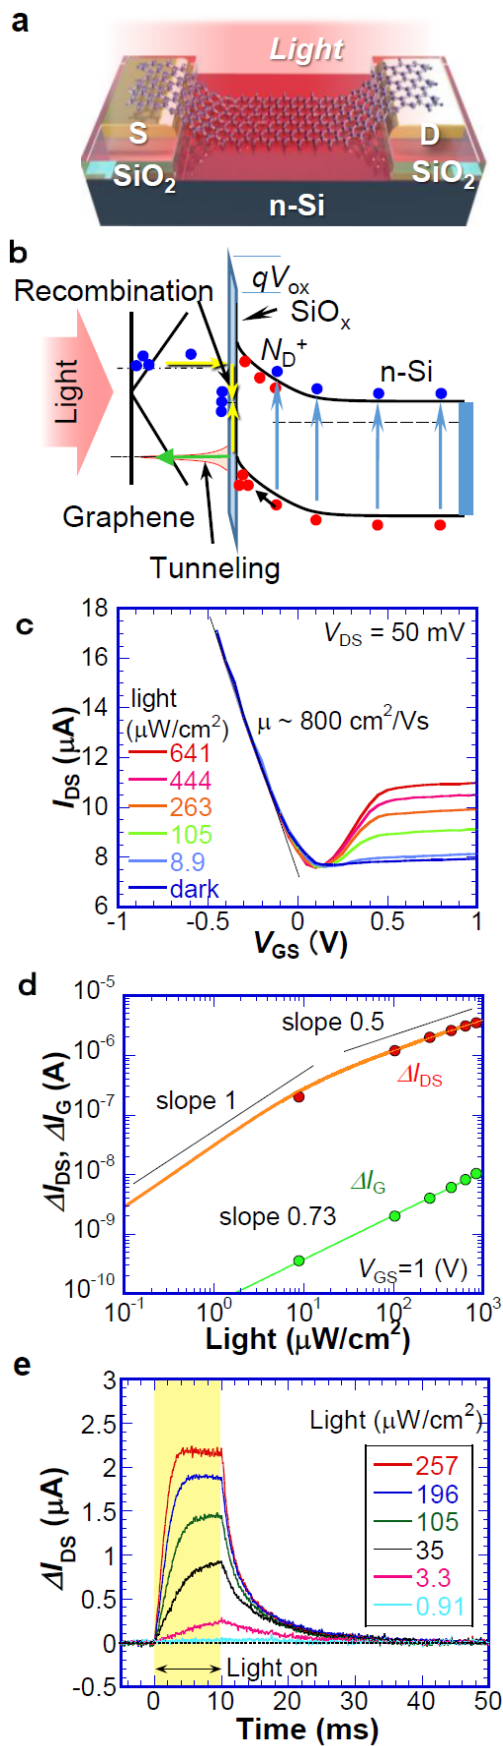 a
Light
S
D
SiO2
SiO2
n-Si
b
qVox
Recombination
SiOx
ND+
n-Si
Light
Graphene
Tunneling
c
18
16
14
12
10
8
6
VDS = 50 mV
light
(μW/cm2)
μ ~ 800 cm2/Vs
641
444
263
105
8.9
dark
IDS (μA)
-1
-0.5
0
0.5
1
VGS (V)
d
10-5
10-6
10-7
10-8
10-9
10-10
slope 0.5
slope 1
ΔIDS
ΔIG
slope 0.73
VGS=1 (V)
ΔIDS, ΔIG (A)
10-1
100
101
102
103
Light (μW/cm2)
e
3
2.5
2
1.5
1
0.5
0
-0.5
Light (μW/cm2)
257
196
105
35
3.3
0.91
Light on
ΔIDS (μA)
0
10
20
30
40
50
Time (ms)